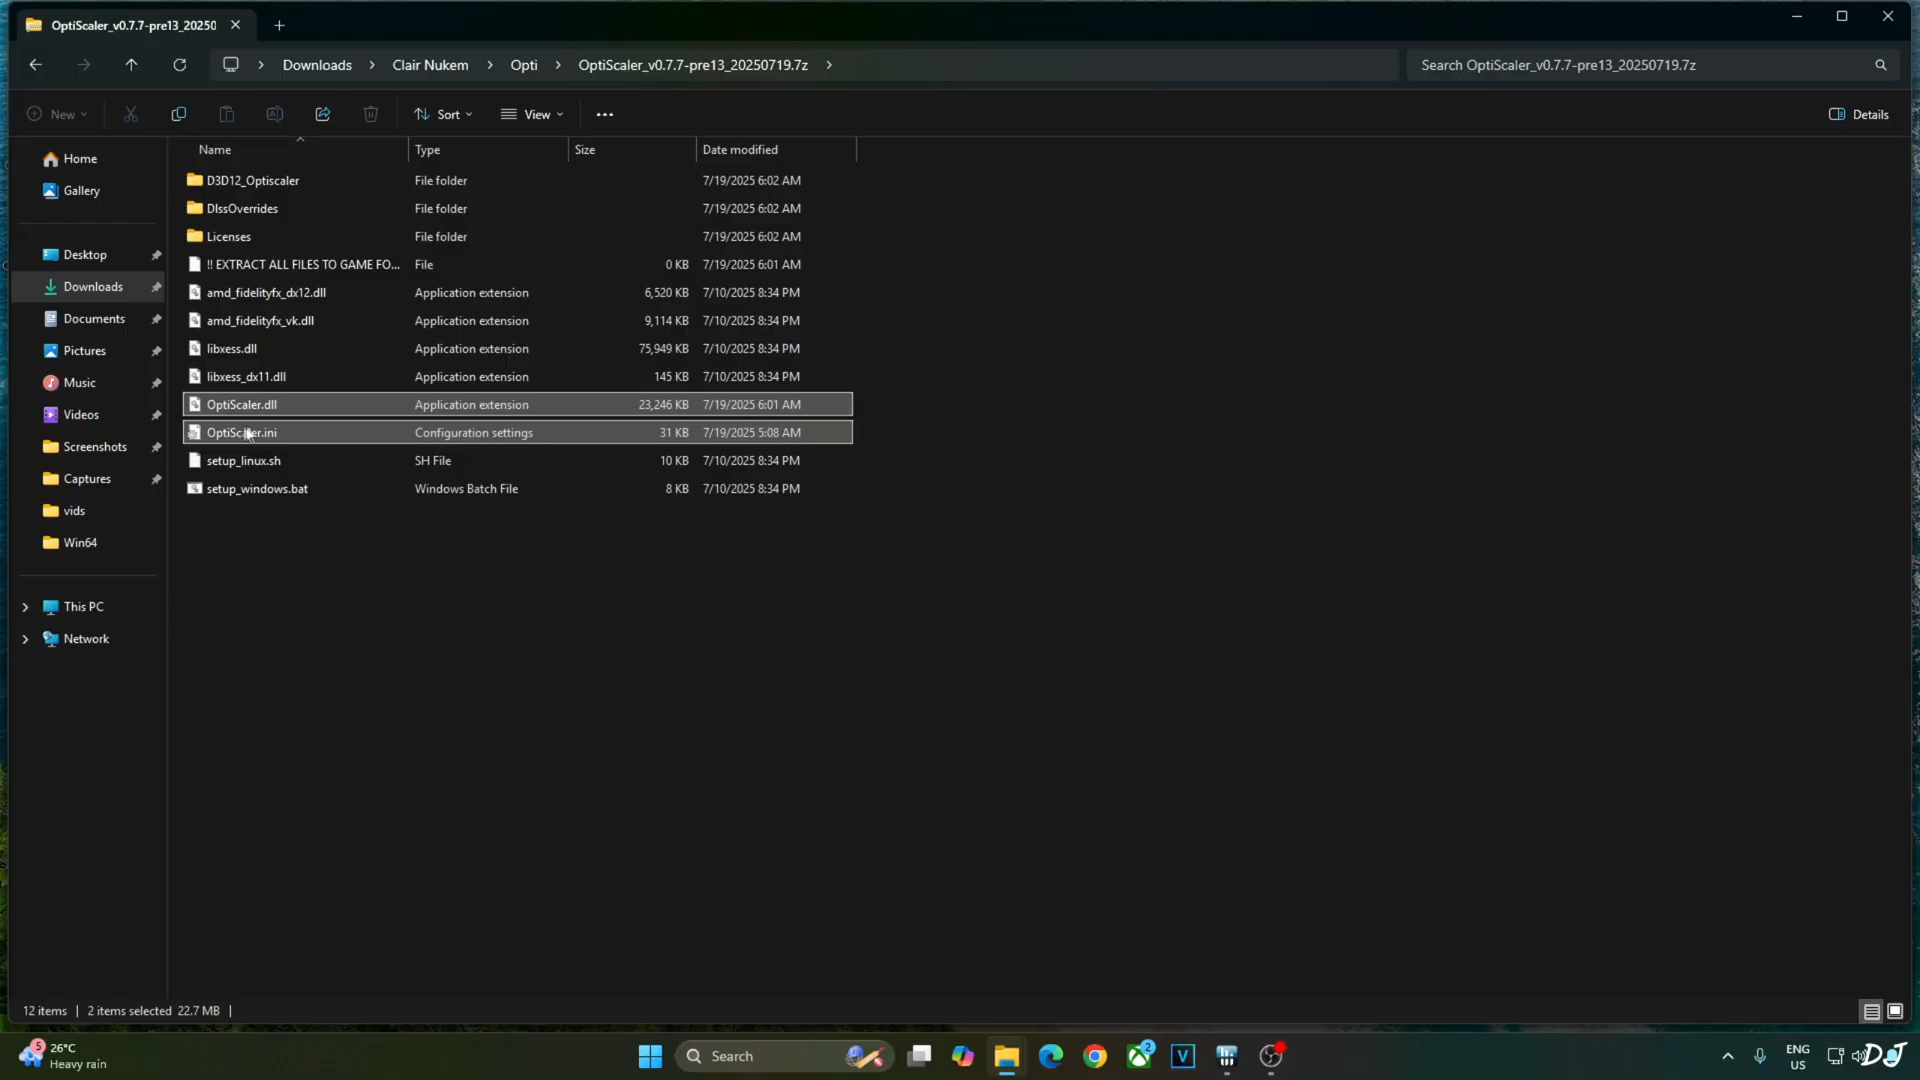 OptiScaler_v0.7.7-pre13_20250
Downloads > Clair Nukem > Opti > OptiScaler_v0.7.7-pre13_20250719.7z >
Search OptiScaler_v0.7.7-pre13_20250719.7z
New Sort View ... Details
Name Type Size Date modified
D3D12_Optiscaler File folder 7/19/2025 6:02 AM
DlssOverrides File folder 7/19/2025 6:02 AM
Licenses File folder 7/19/2025 6:02 AM
!! EXTRACT ALL FILES TO GAME FO... File 0 KB 7/19/2025 6:01 AM
amd_fidelityfx_dx12.dll Application extension 6,520 KB 7/10/2025 8:34 PM
amd_fidelityfx_vk.dll Application extension 9,114 KB 7/10/2025 8:34 PM
libxess.dll Application extension 75,949 KB 7/10/2025 8:34 PM
libxess_dx11.dll Application extension 145 KB 7/10/2025 8:34 PM
OptiScaler.dll Application extension 23,246 KB 7/19/2025 6:01 AM
OptiScaler.ini Configuration settings 31 KB 7/19/2025 5:08 AM
setup_linux.sh SH File 10 KB 7/10/2025 8:34 PM
setup_windows.bat Windows Batch File 8 KB 7/10/2025 8:34 PM
Home
Gallery
Desktop
Downloads
Documents
Pictures
Music
Videos
Screenshots
Captures
vids
Win64
This PC
Network
12 items | 2 items selected 22.7 MB |
5
26°C
Heavy rain
Search
2
V
ENG
US
DJ